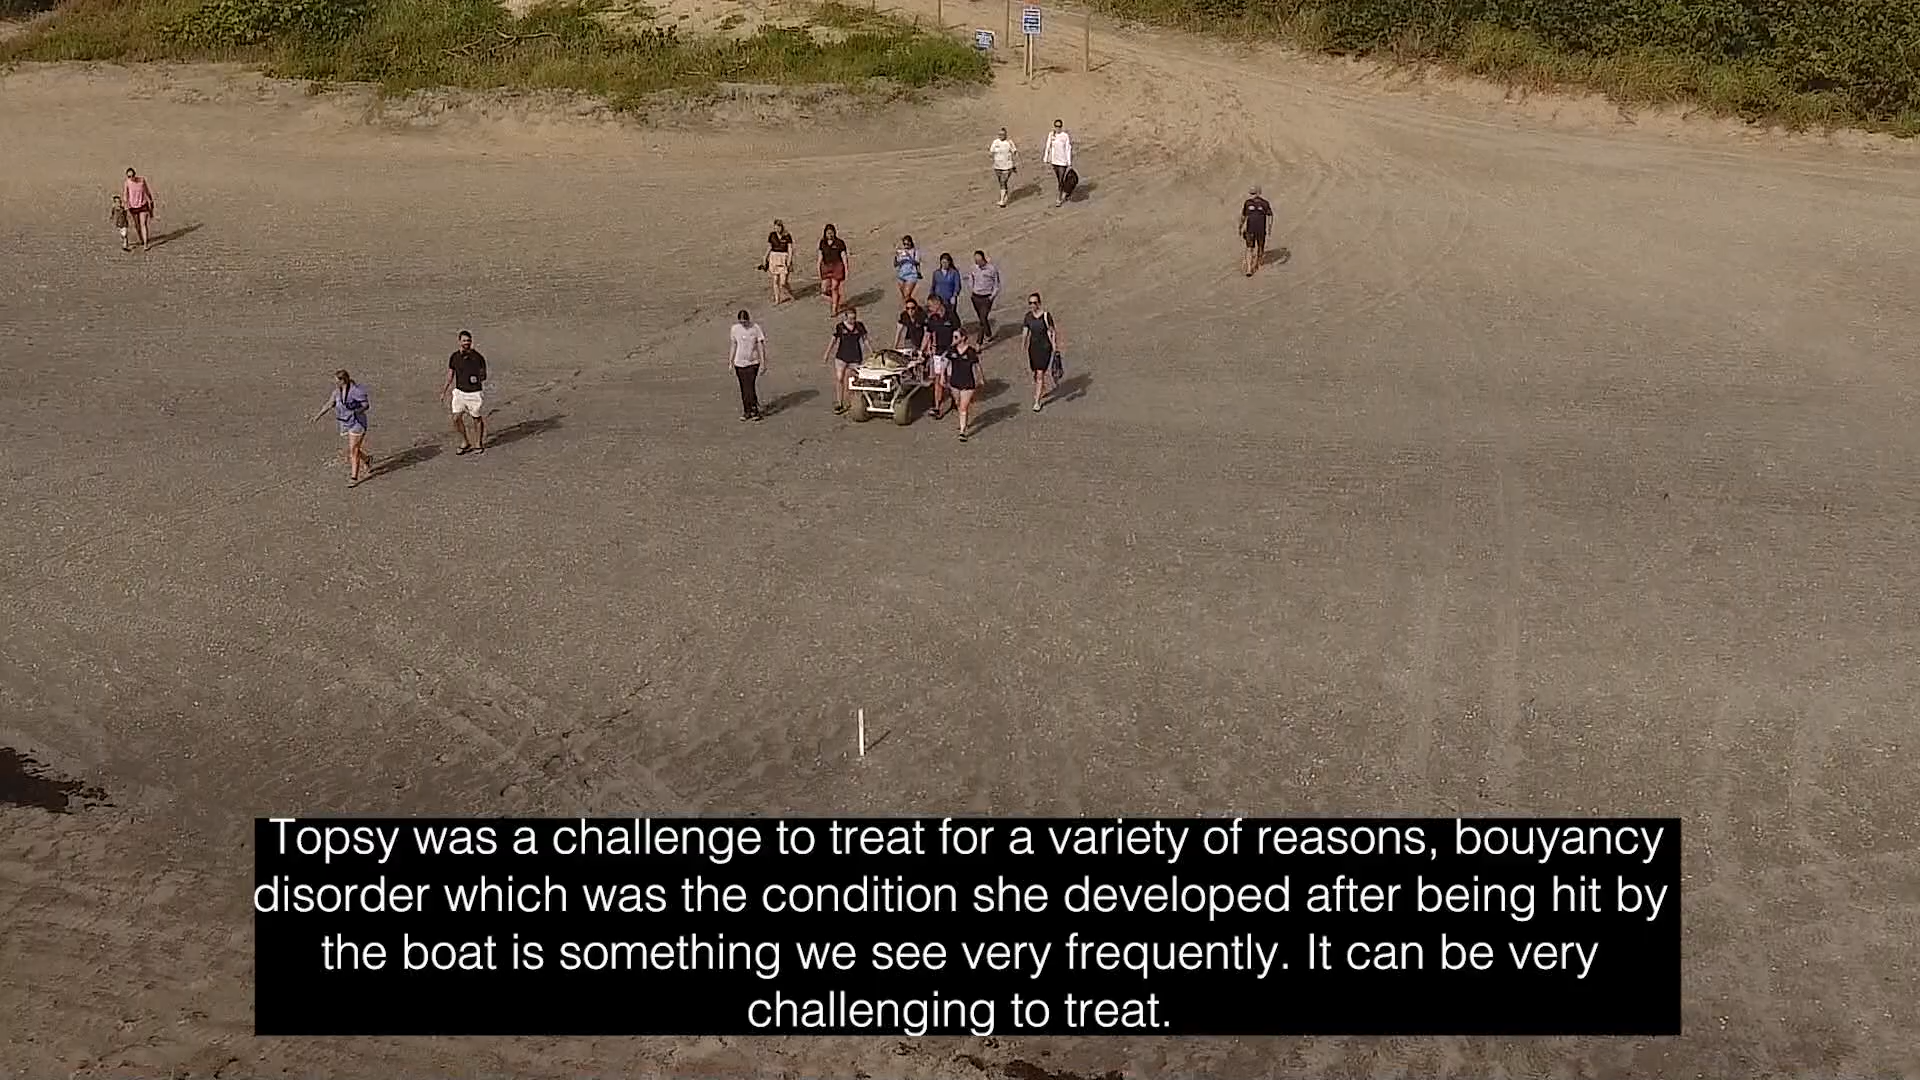 Topsy was a challenge to treat for a variety of reasons, bouyancy
disorder which was the condition she developed after being hit by
the boat is something we see very frequently. It can be very
challenging to treat.